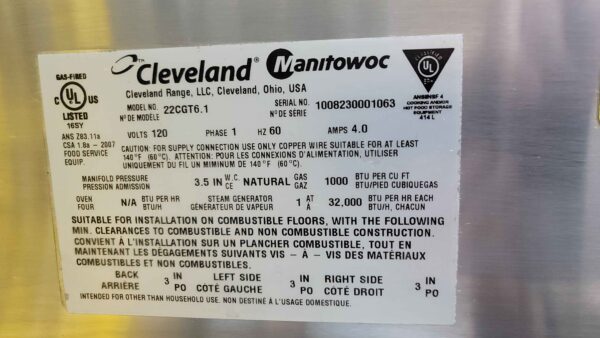 Cleveland® Manitowoc
Cleveland Range, LLC, Cleveland, Ohio, USA
GAS-FIRED
C UL US
LISTED
16SY
ANS Z83.11a
CSA 1.8a - 2007
FOOD SERVICE
EQUIP.
CLASSIFIED
UL
ANSI/NSF 4
COOKING AND/OR
HOT FOOD STORAGE
EQUIPMENT
414L
MODEL NO. 22CGT6.1 SERIAL NO. 1008230001063
Nº DE MODÈLE Nº DE SÉRIE
VOLTS 120 PHASE 1 HZ 60 AMPS 4.0
CAUTION: FOR SUPPLY CONNECTION USE ONLY COPPER WIRE SUITABLE FOR AT LEAST
140°F (60°C). ATTENTION: POUR LES CONNEXIONS D'ALIMENTATION, UTILISER
UNIQUEMENT DU FIL UN MINIMUM DE 140°F (60°C).
MANIFOLD PRESSURE 3.5 IN W.C. NATURAL GAS 1000 BTU PER CU FT
PRESSION ADMISSION CE GAZ BTU/PIED CUBIQUEGAS
OVEN N/A BTU PER HR STEAM GENERATOR 1 AT 32,000 BTU PER HR EACH
FOUR BTU/H GÉNÉRATEUR DE VAPEUR À BTU/H, CHACUN
SUITABLE FOR INSTALLATION ON COMBUSTIBLE FLOORS, WITH THE FOLLOWING
MIN. CLEARANCES TO COMBUSTIBLE AND NON COMBUSTIBLE CONSTRUCTION.
CONVIENT À L'INSTALLATION SUR UN PLANCHER COMBUSTIBLE, TOUT EN
MAINTENANT LES DÉGAGEMENTS SUIVANTS VIS - À - VIS DES MATÉRIAUX
COMBUSTIBLES ET NON COMBUSTIBLES.
BACK 3 IN LEFT SIDE 3 IN RIGHT SIDE 3 IN
ARRIÈRE PO CÔTÉ GAUCHE PO CÔTÉ DROIT PO
INTENDED FOR OTHER THAN HOUSEHOLD USE. NON DESTINÉ À L'USAGE DOMESTIQUE.